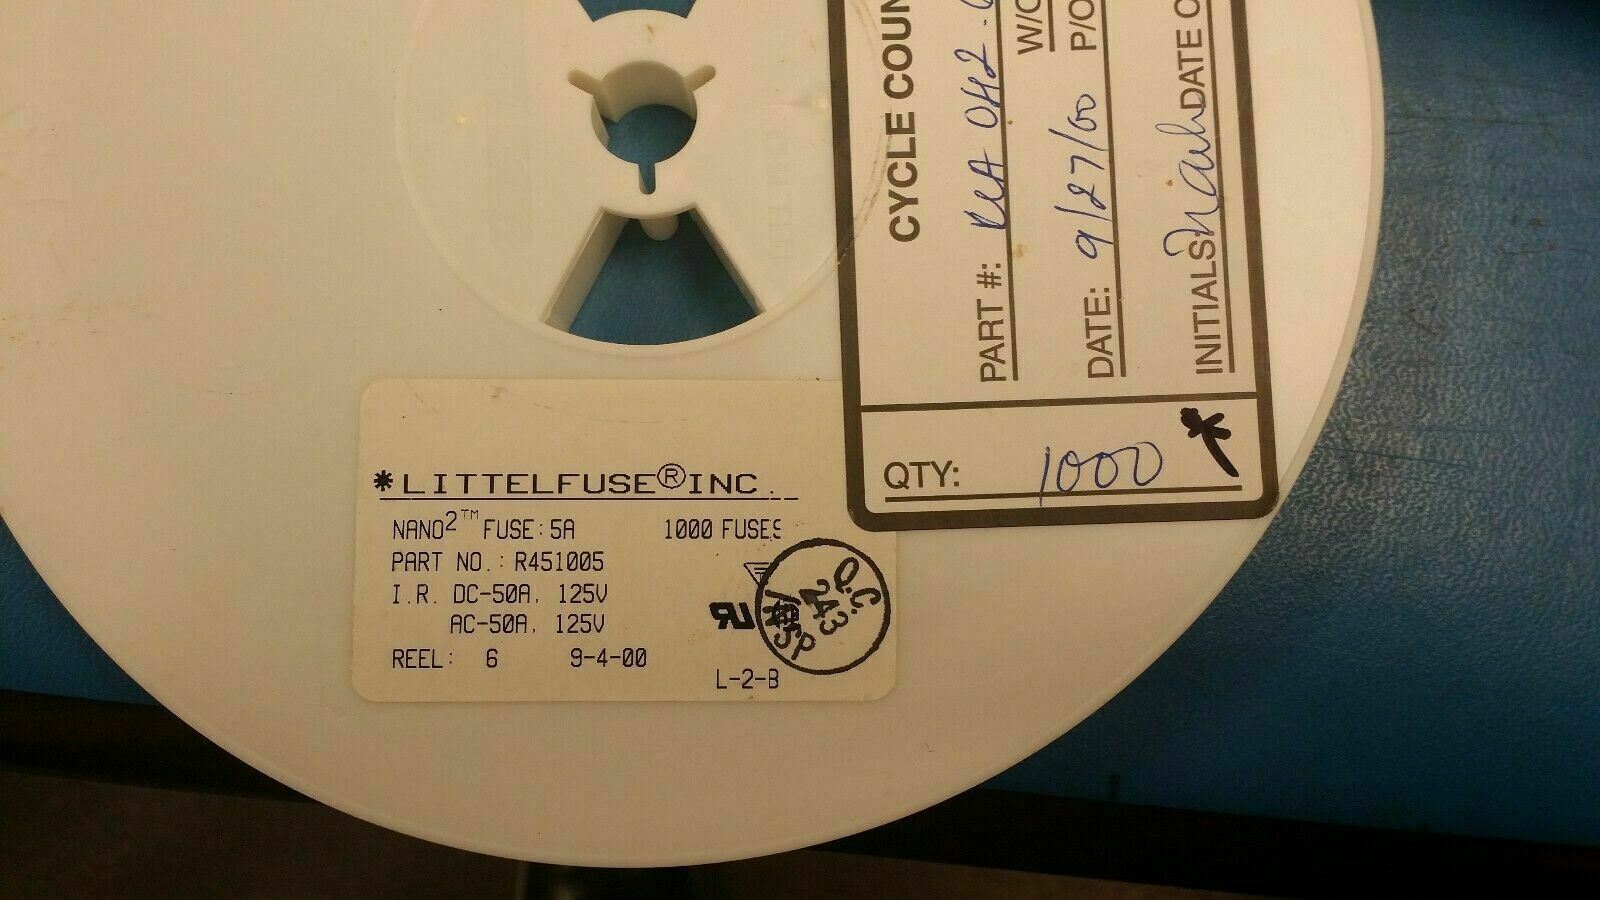 *LITTELFUSE® INC.
NANO2™ FUSE: 5A 1000 FUSES
PART NO.: R451005
I.R. DC-50A, 125V
AC-50A, 125V
REEL: 6 9-4-00
L-2-B
Q.C.
243
CYCLE COUN
PART #: 0H2
W/O
DATE: 9/27/00 P/O
INITIALS: DATE O
QTY: 1000